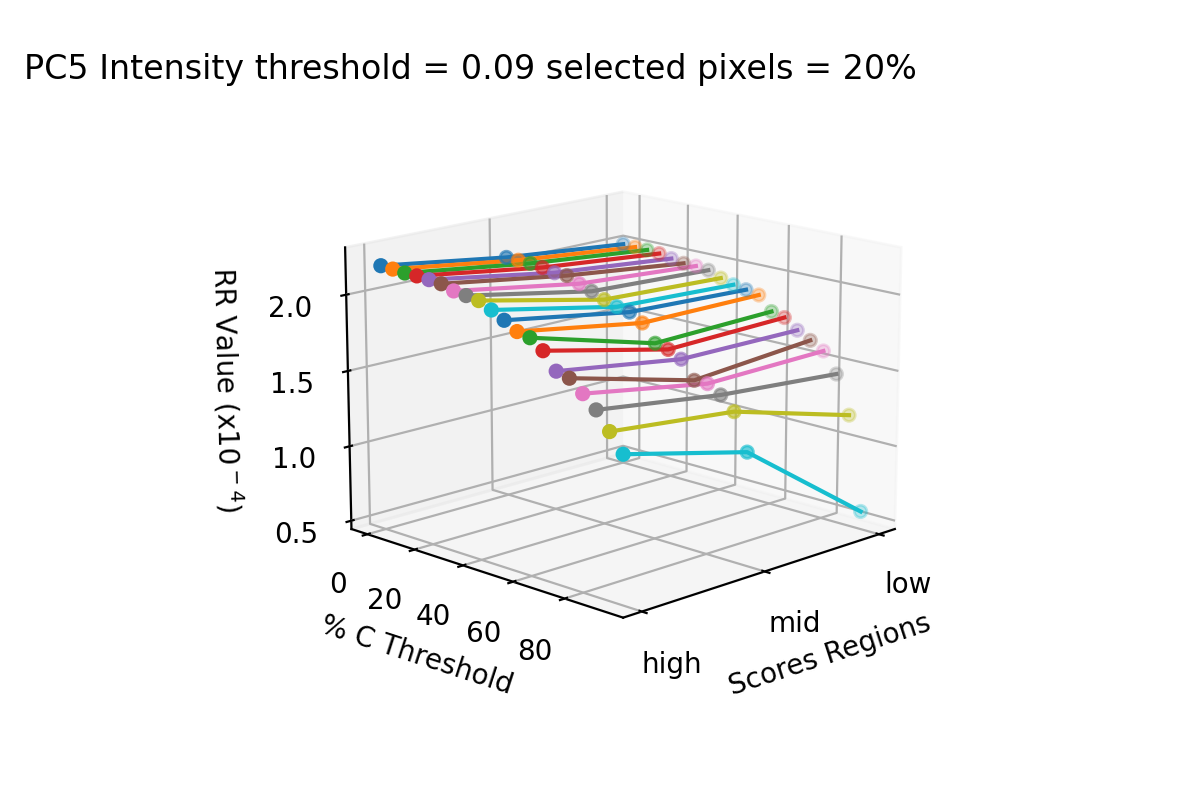 PC5 Intensity threshold = 0.09 selected pixels = 20%
RR Value (x10⁻⁴)
2.0
1.5
1.0
0.5
0
20
40
60
80
% C Threshold
high
mid
low
Scores Regions